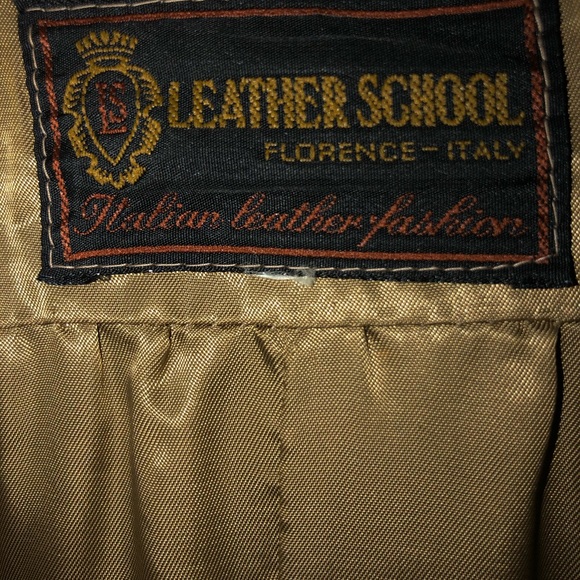 LS
LEATHER SCHOOL
FLORENCE-ITALY
Italian leather fashion